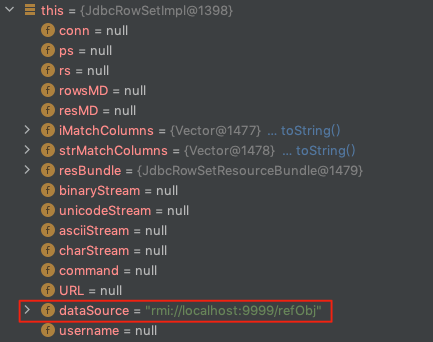 this = {JdbcRowSetImpl@1398}
f conn = null
f ps = null
f rs = null
f rowsMD = null
f resMD = null
f iMatchColumns = {Vector@1477} ... toString()
f strMatchColumns = {Vector@1478} ... toString()
f resBundle = {JdbcRowSetResourceBundle@1479}
f binaryStream = null
f unicodeStream = null
f asciiStream = null
f charStream = null
f command = null
f URL = null
f dataSource = "rmi://localhost:9999/refObj"
f username = null